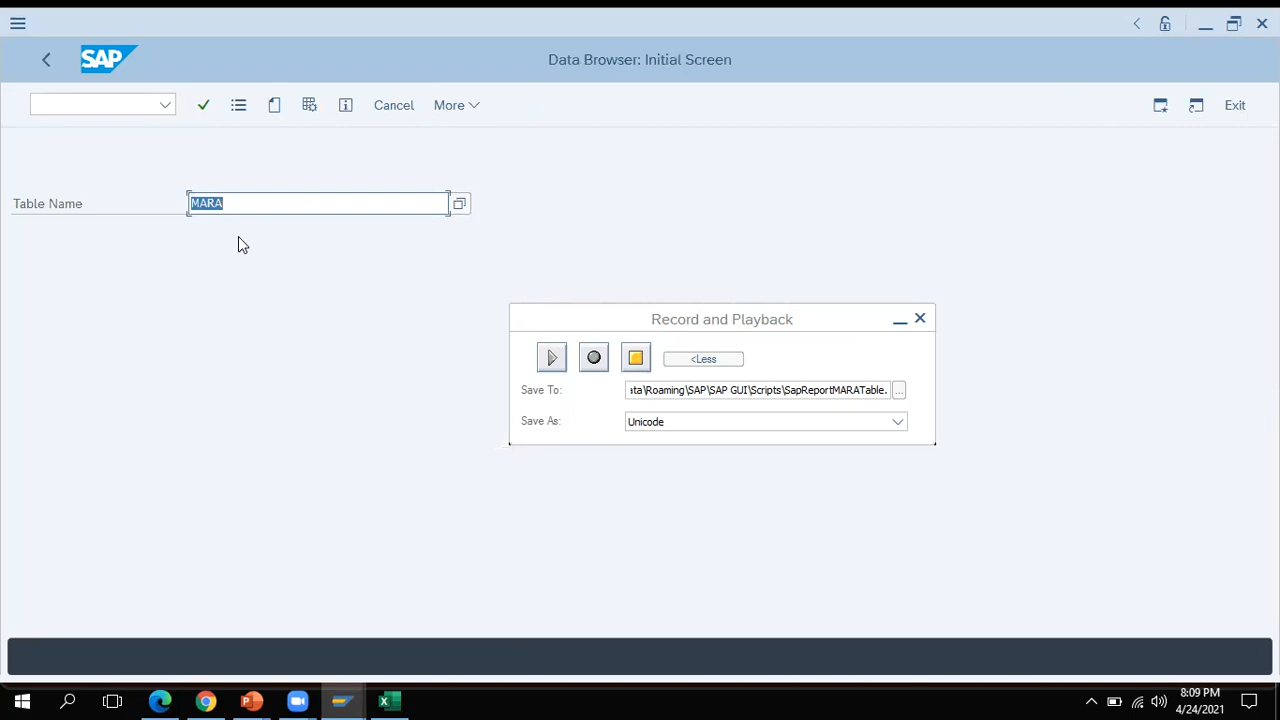 SAP
Data Browser: Initial Screen
Cancel
More
Exit
Table Name
MARA
Record and Playback
<Less
Save To:
ata\Roaming\SAP\SAP GUI\Scripts\SapReportMARATable.
...
Save As:
Unicode
8:09 PM
4/24/2021